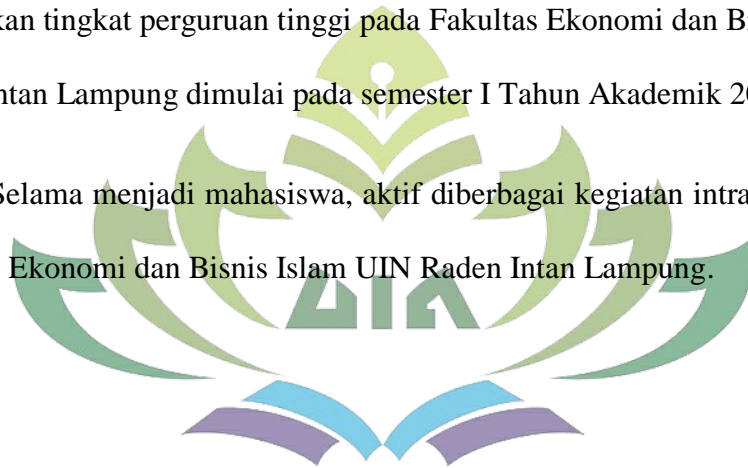 kan tingkat perguruan tinggi pada Fakultas Ekonomi dan B
ntan Lampung dimulai pada semester I Tahun Akademik 20
Selama menjadi mahasiswa, aktif diberbagai kegiatan intra
Ekonomi dan Bisnis Islam UIN Raden Intan Lampung.
UIN